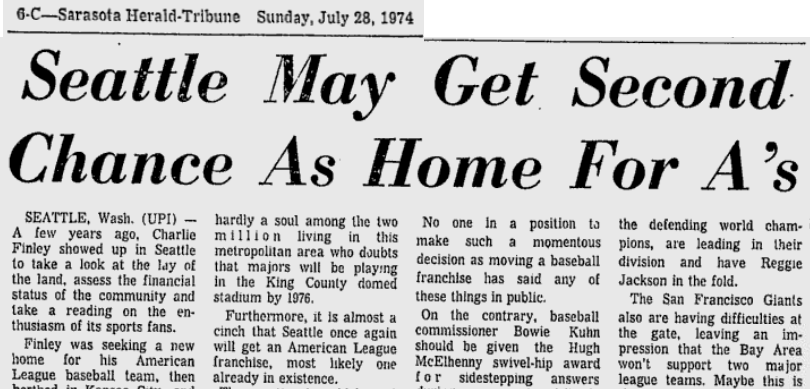 6-C—Sarasota Herald-Tribune Sunday, July 28, 1974
Seattle May Get Second
Chance As Home For A's
SEATTLE, Wash. (UPI) —
A few years ago, Charlie
Finley showed up in Seattle
to take a look at the lay of
the land, assess the financial
status of the community and
take a reading on the en-
thusiasm of its sports fans.
Finley was seeking a new
home for his American
League baseball team, then
hardly a soul among the two
million living in this
metropolitan area who doubts
that majors will be playing
in the King County domed
stadium by 1976.
Furthermore, it is almost a
cinch that Seattle once again
will get an American League
franchise, most likely one
already in existence.
No one in a position to
make such a momentous
decision as moving a baseball
franchise has said any of
these things in public.
On the contrary, baseball
commissioner Bowie Kuhn
should be given the Hugh
McElhenny swivel-hip award
for sidestepping answers
the defending world cham-
pions, are leading in their
division and have Reggie
Jackson in the fold.
The San Francisco Giants
also are having difficulties at
the gate, leaving an im-
pression that the Bay Area
won't support two major
league teams. Maybe this is